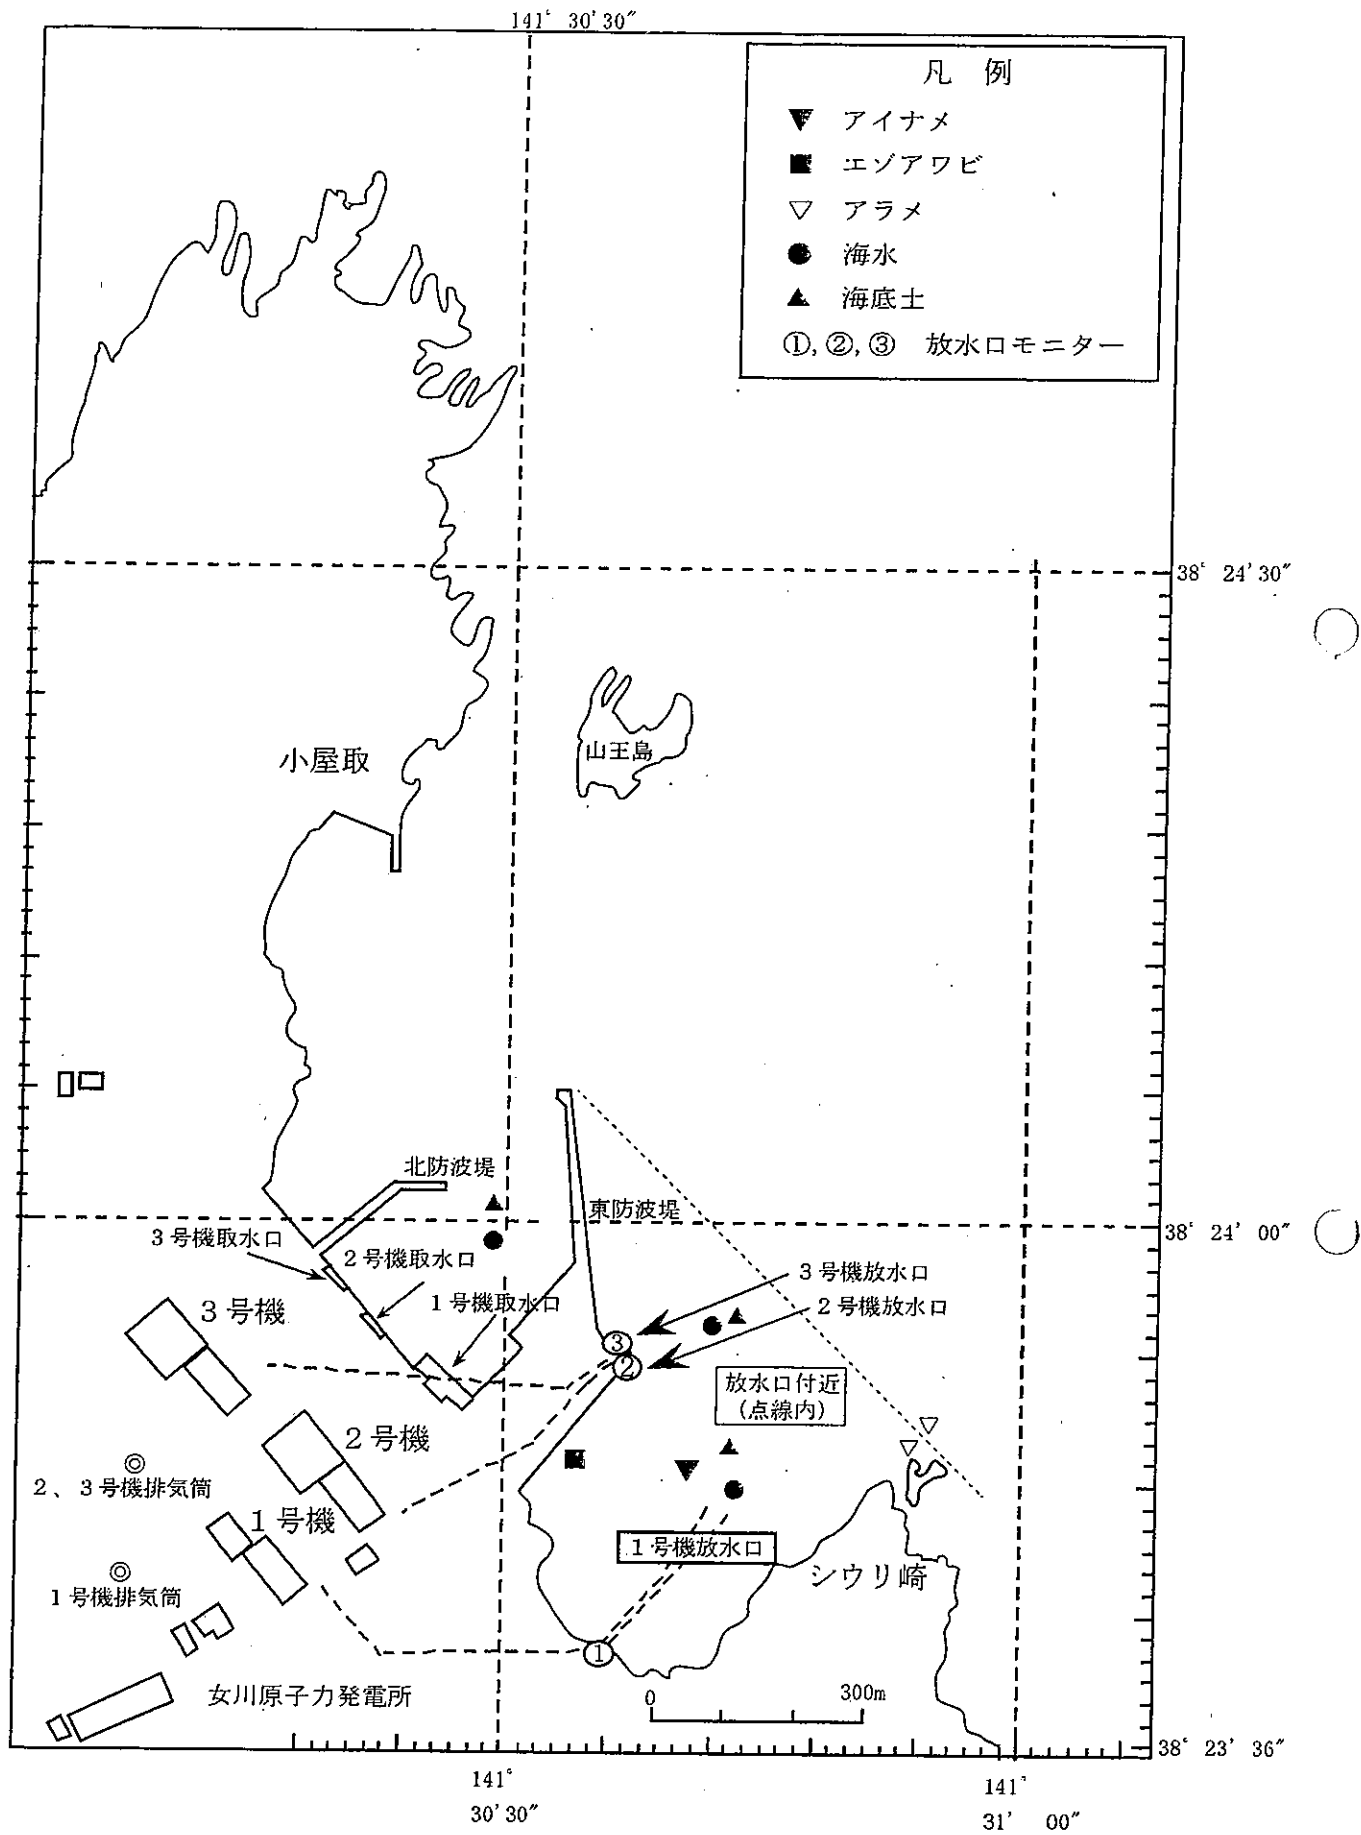 141° 30'30"
凡 例
アイナメ
エゾアワビ
アラメ
海水
海底土
①,②,③ 放水口モニター
38° 24'30"
山王島
小屋取
北防波堤
東防波堤
38° 24'00"
3号機取水口
2号機取水口
1号機取水口
3号機放水口
2号機放水口
3号機
③
②
放水口付近
(点線内)
2号機
2、3号機排気筒
1号機
1号機放水口
シウリ崎
1号機排気筒
①
女川原子力発電所
0 300m
38° 23' 36"
141°
30'30"
141°
31' 00"